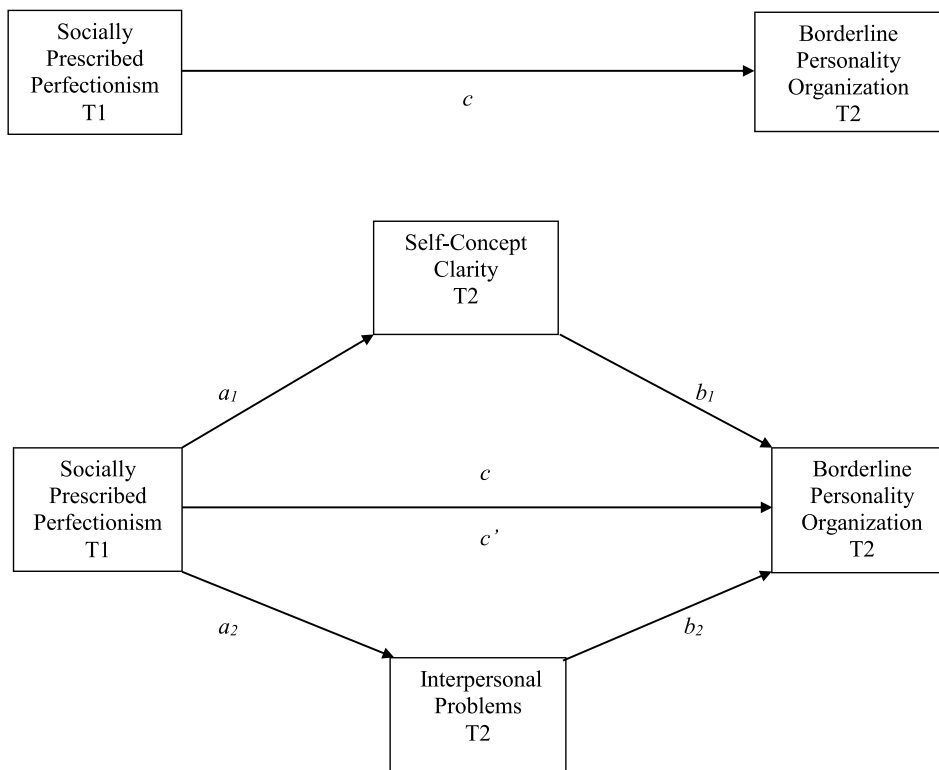 Socially
Prescribed
Perfectionism
T1
c
Borderline
Personality
Organization
T2
Self-Concept
Clarity
T2
a1
b1
Socially
Prescribed
Perfectionism
T1
c
c’
Borderline
Personality
Organization
T2
a2
b2
Interpersonal
Problems
T2